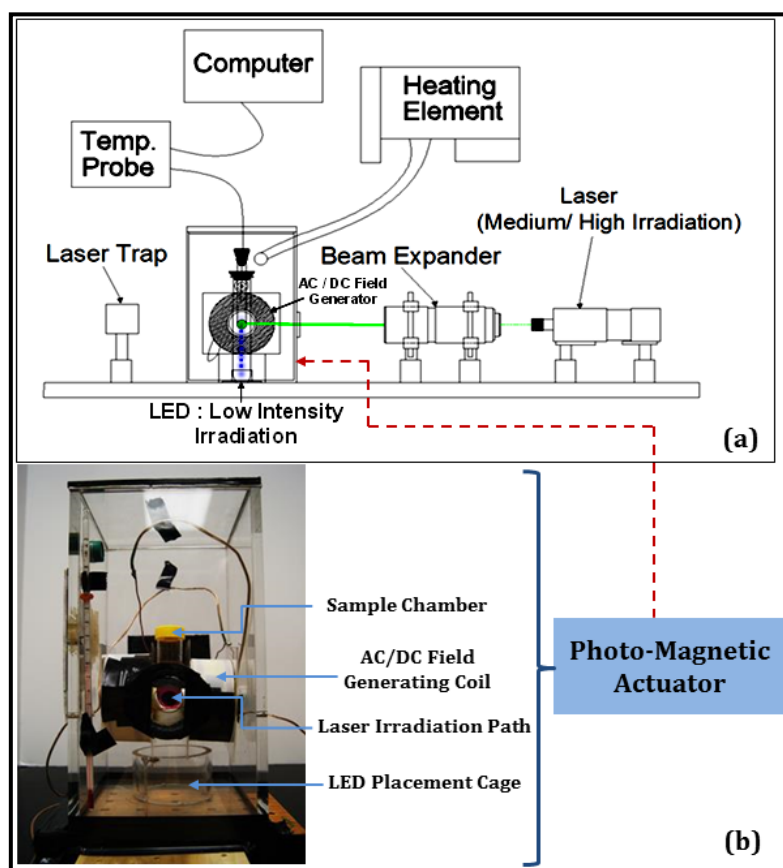 Computer
Heating
Element
Temp.
Probe
Laser
(Medium/ High Irradiation)
Laser Trap
Beam Expander
AC / DC Field
Generator
LED : Low Intensity
Irradiation
(a)
Sample Chamber
AC/DC Field
Generating Coil
Laser Irradiation Path
LED Placement Cage
Photo-Magnetic
Actuator
(b)